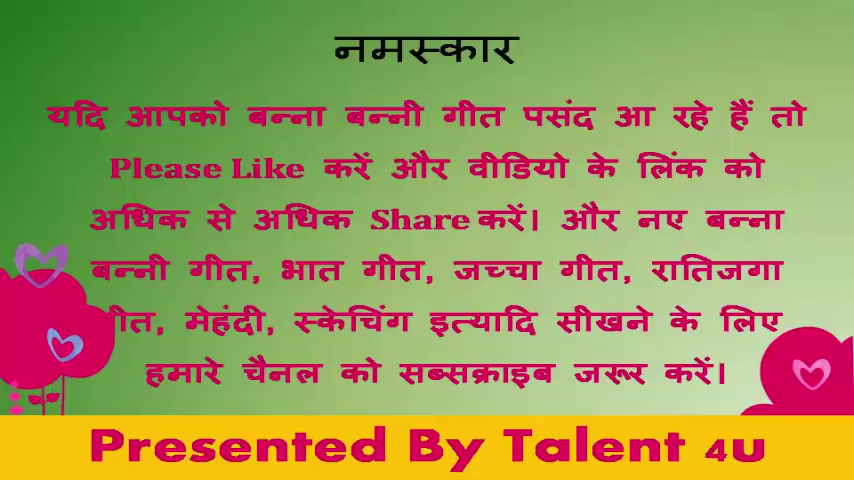 नमस्कार
यदि आपको बन्ना बन्नी गीत पसंद आ रहे हैं तो
Please Like करें और वीडियो के लिंक को
अधिक से अधिक Share करें। और नए बन्ना
बन्नी गीत, भात गीत, जच्चा गीत, रातिजगा
गीत, मेहंदी, स्केचिंग इत्यादि सीखने के लिए
हमारे चैनल को सब्सक्राइब जरूर करें।
Presented By Talent 4u